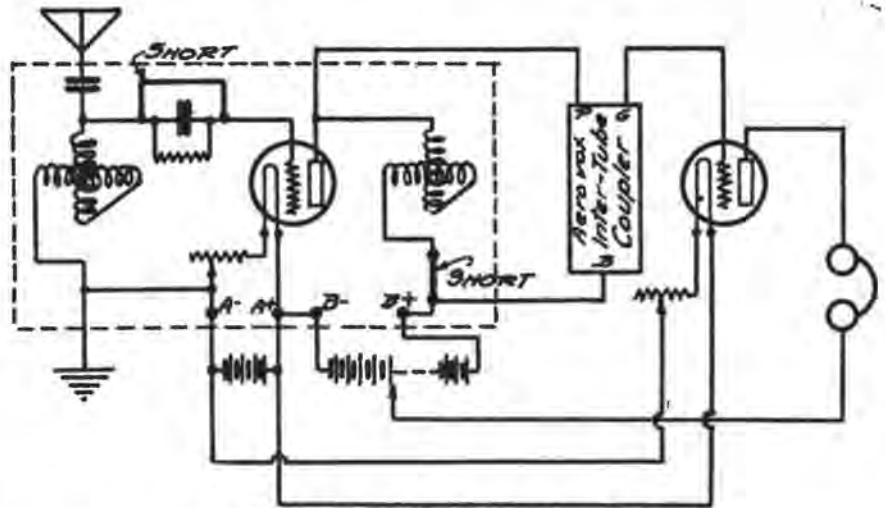 SHORT
P
G
Aerovox
Inter-Tube
Coupler
B
SHORT
A-
A+
B-
B+